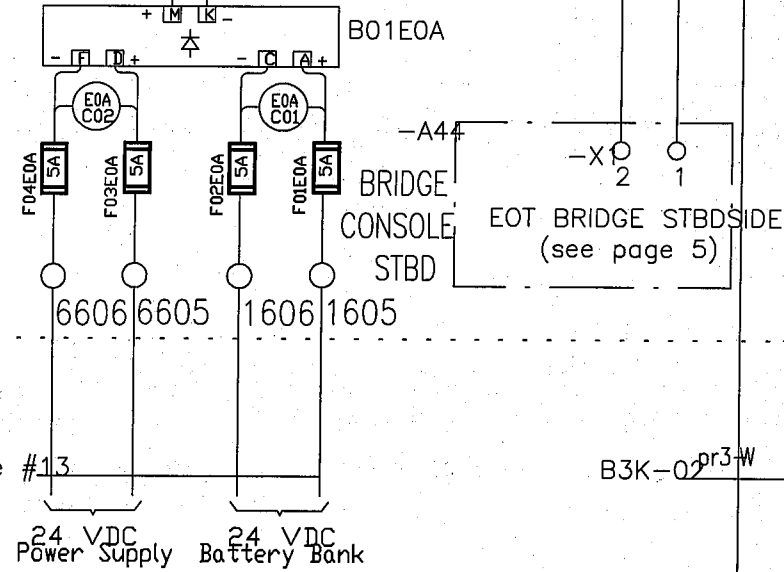 + M K -
B01E0A
- F D + - C A +
E0A C02
E0A C01
F04E0A 5A F03E0A 5A F02E0A 5A F01E0A 5A
-A44
BRIDGE
CONSOLE
STBD
-X1
2 1
EOT BRIDGE STBDSIDE
(see page 5)
6606 6605 1606 1605
#13
B3K-02 pr3-W
24 VDC 24 VDC
Power Supply Battery Bank